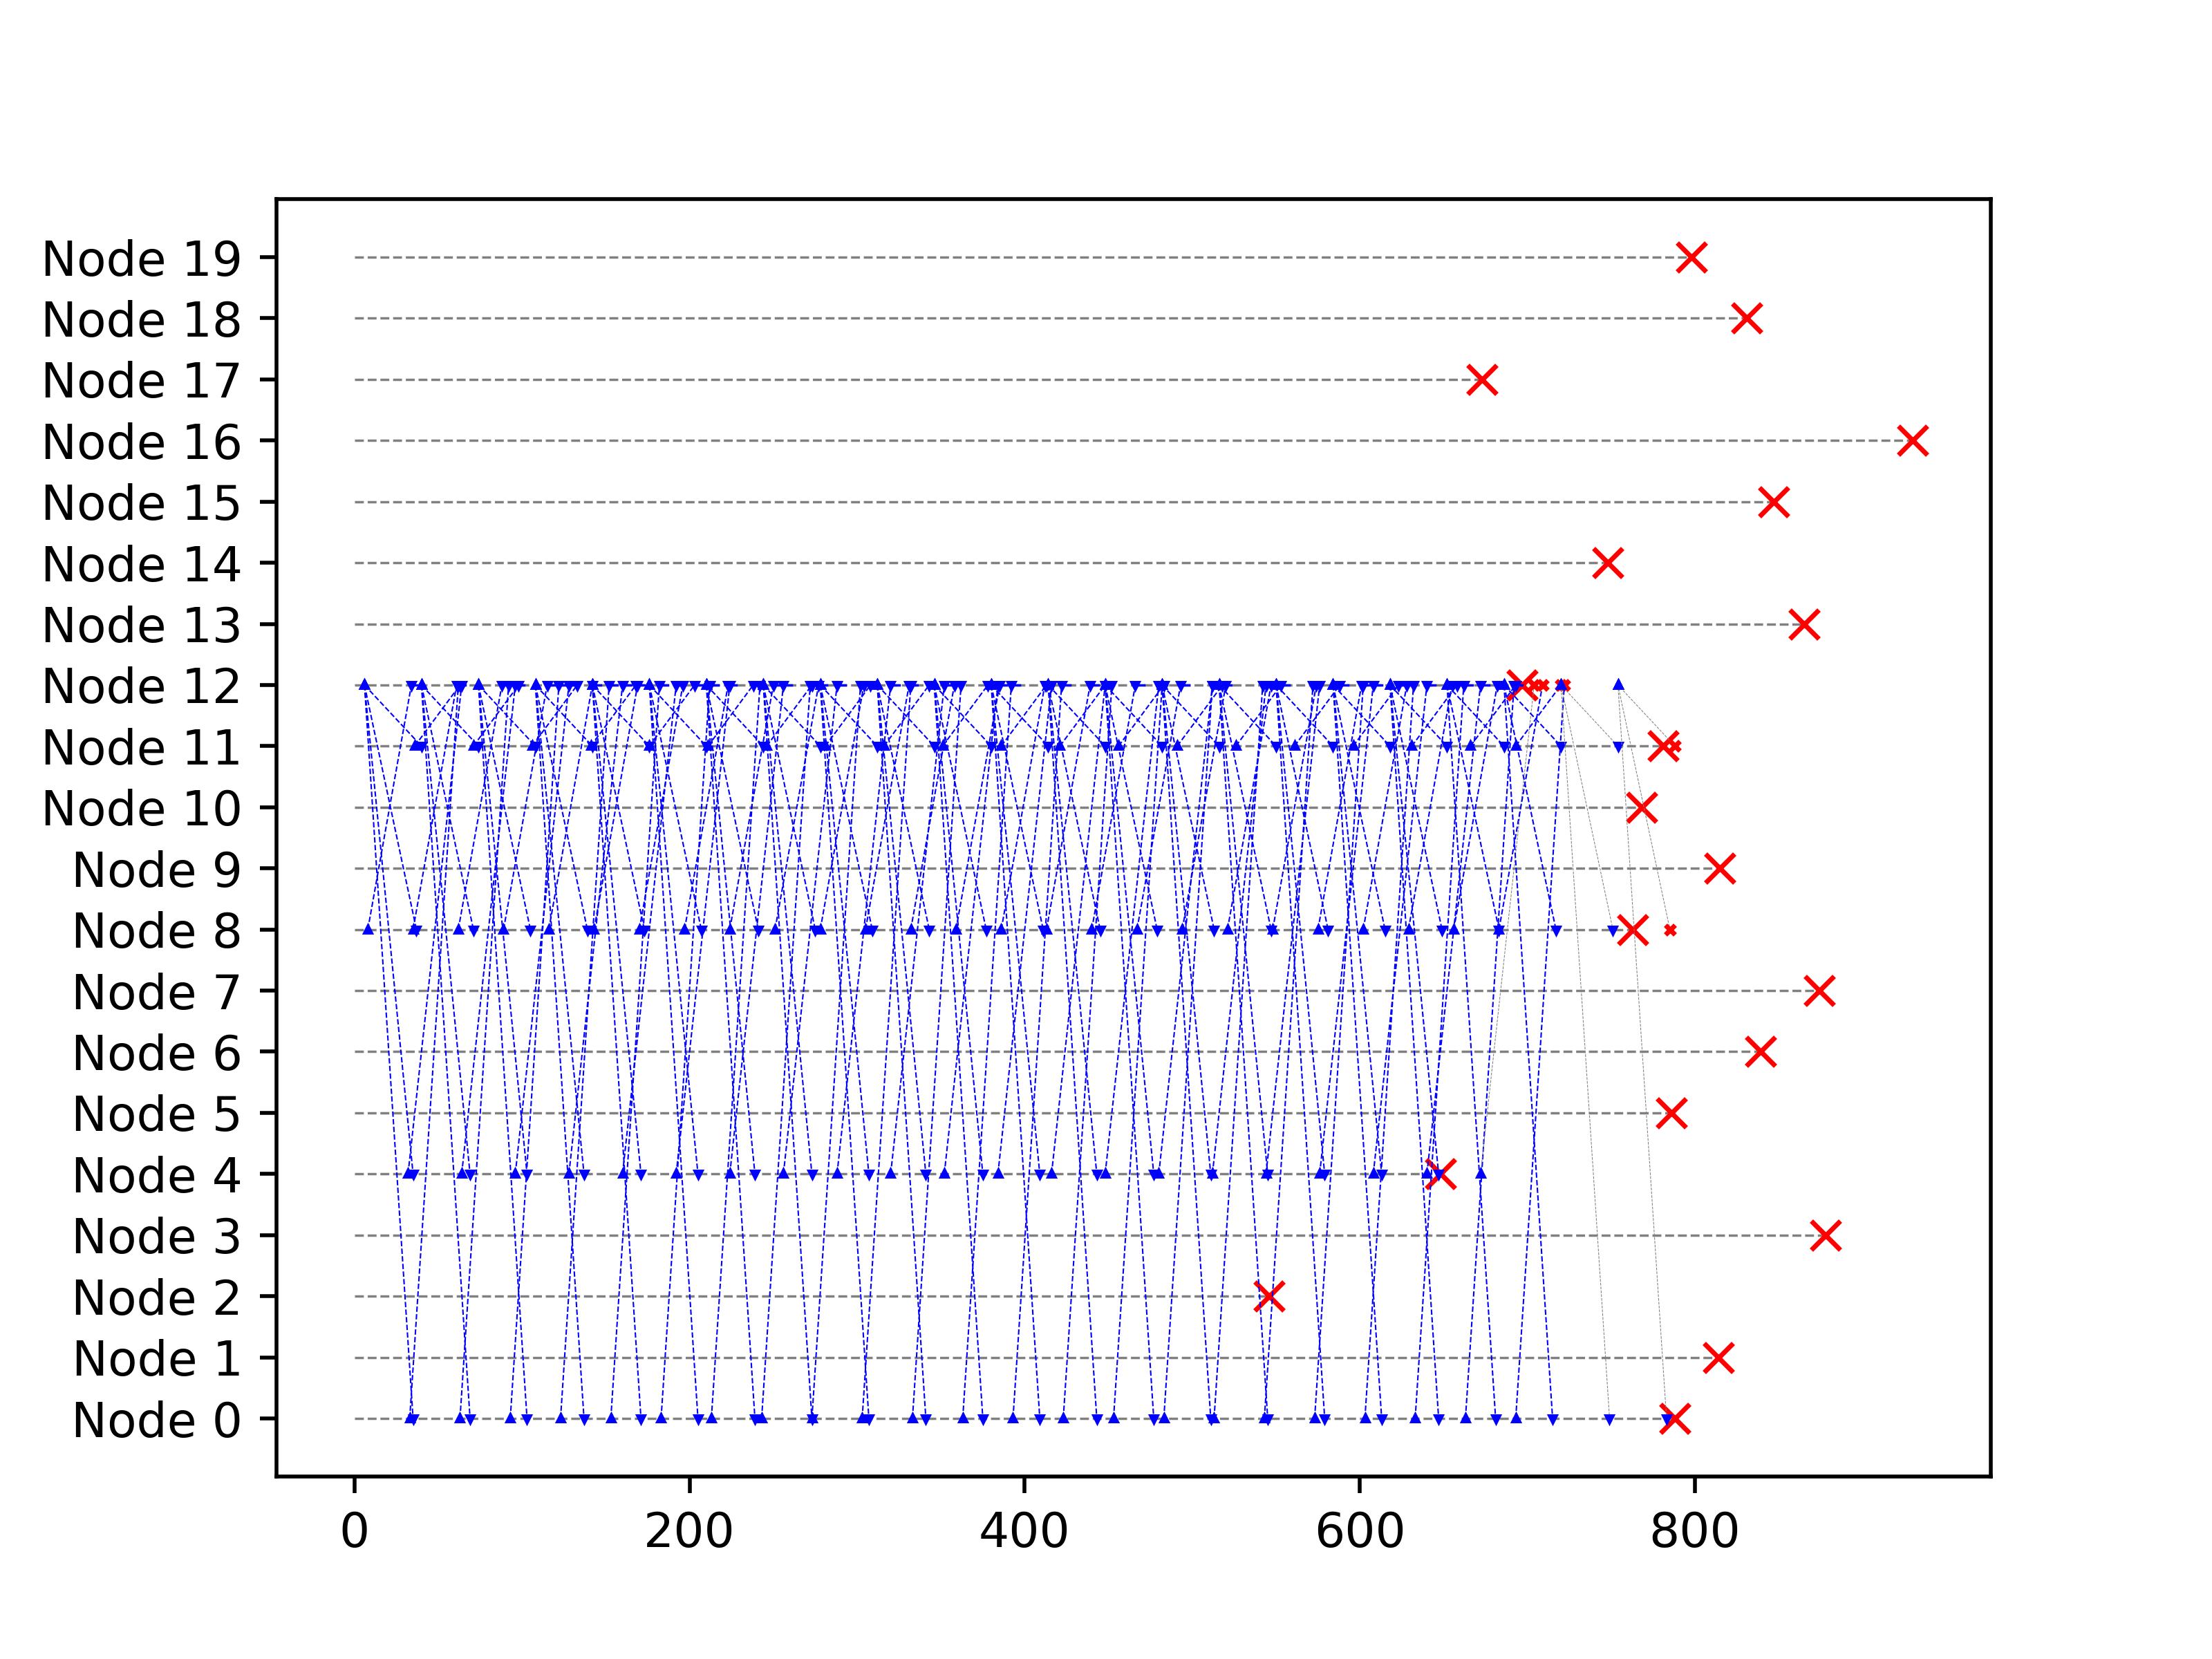 Node 19
Node 18
Node 17
Node 16
Node 15
Node 14
Node 13
Node 12
Node 11
Node 10
Node 9
Node 8
Node 7
Node 6
Node 5
Node 4
Node 3
Node 2
Node 1
Node 0
0 200 400 600 800